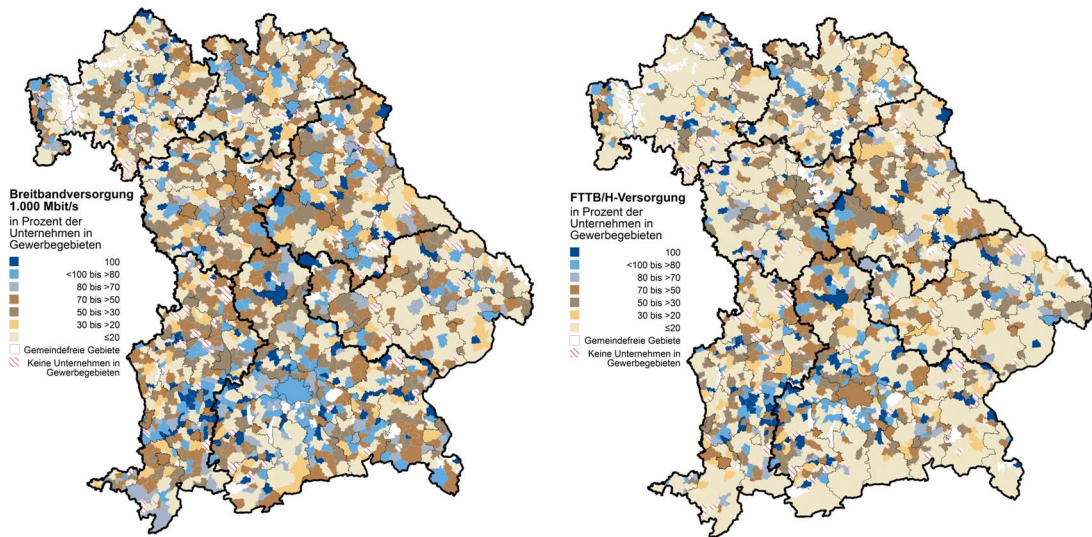 Breitbandversorgung
1.000 Mbit/s
in Prozent der
Unternehmen in
Gewerbegebieten
100
<100 bis >80
80 bis >70
70 bis >50
50 bis >30
30 bis >20
≤20
Gemeindefreie Gebiete
Keine Unternehmen in
Gewerbegebieten
FTTB/H-Versorgung
in Prozent der
Unternehmen in
Gewerbegebieten
100
<100 bis >80
80 bis >70
70 bis >50
50 bis >30
30 bis >20
≤20
Gemeindefreie Gebiete
Keine Unternehmen in
Gewerbegebieten